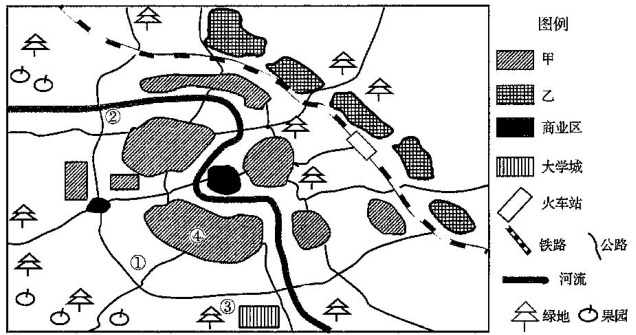 图例
甲
乙
商业区
大学城
火车站
铁路 公路
河流
绿地 果园
②
④
①
③